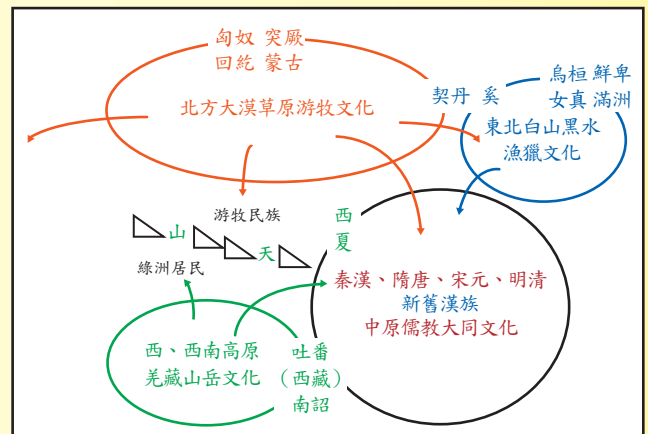 匈奴 突厥
回紇 蒙古
北方大漠草原游牧文化
契丹 奚
烏桓 鮮卑
女真 滿洲
東北白山黑水
漁獵文化
游牧民族
山
天
綠洲居民
西
夏
秦漢、隋唐、宋元、明清
新舊漢族
中原儒教大同文化
西、西南高原
羌藏山岳文化
吐番
（西藏）
南詔